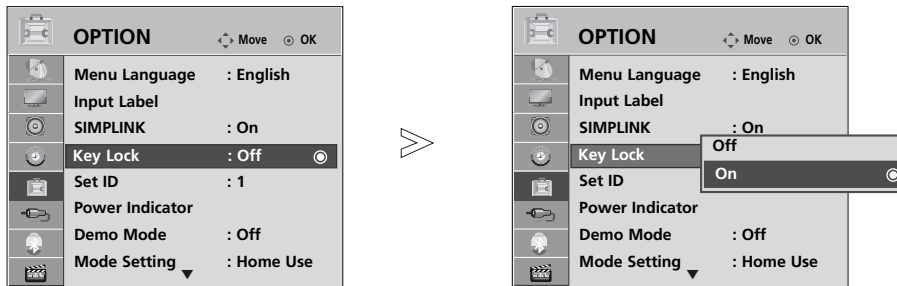 OPTION Move OK
Menu Language : English
Input Label
SIMPLINK : On
Key Lock : Off
Set ID : 1
Power Indicator
Demo Mode : Off
Mode Setting : Home Use
OPTION Move OK
Menu Language : English
Input Label
SIMPLINK : On
Key Lock
Off
On
Set ID
Power Indicator
Demo Mode : Off
Mode Setting : Home Use